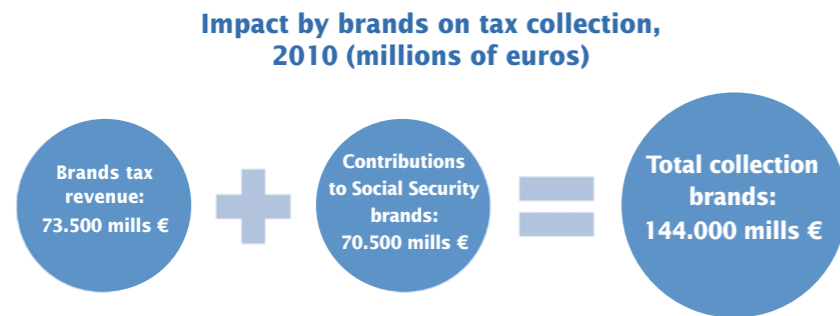 Impact by brands on tax collection,
2010 (millions of euros)
Brands tax
revenue:
73.500 mills €
Contributions
to Social Security
brands:
70.500 mills €
Total collection
brands:
144.000 mills €